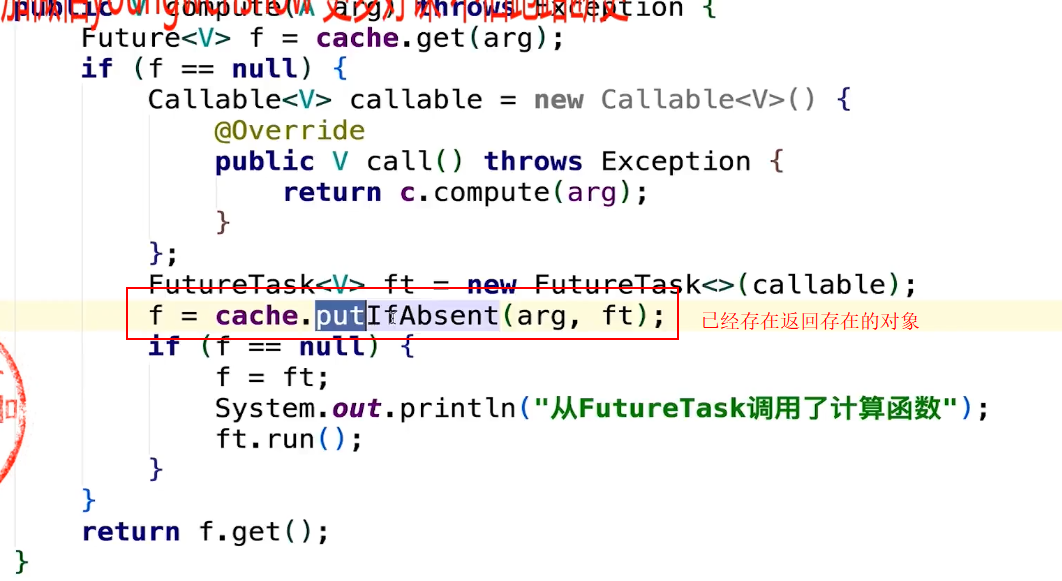 public V compute(A arg) throws Exception {
Future<V> f = cache.get(arg);
if (f == null) {
Callable<V> callable = new Callable<V>() {
@Override
public V call() throws Exception {
return c.compute(arg);
}
};
FutureTask<V> ft = new FutureTask<>(callable);
f = cache.putIfAbsent(arg, ft); 已经存在返回存在的对象
if (f == null) {
f = ft;
System.out.println("从FutureTask调用了计算函数");
ft.run();
}
}
return f.get();
}